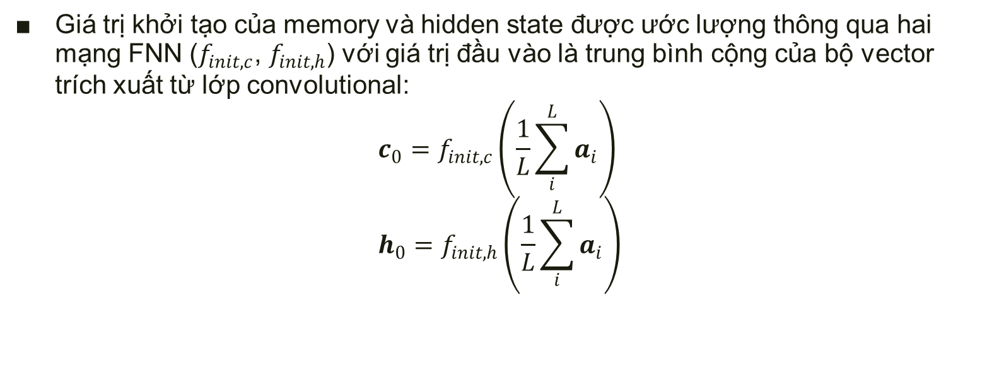 ▪ Giá trị khởi tạo của memory và hidden state được ước lượng thông qua hai
mạng FNN ($f_{init,c}$, $f_{init,h}$) với giá trị đầu vào là trung bình cộng của bộ vector
trích xuất từ lớp convolutional:
$\boldsymbol{c}_0 = f_{init,c}\left(\frac{1}{L}\sum_{i}^{L}\boldsymbol{a}_i\right)$
$\boldsymbol{h}_0 = f_{init,h}\left(\frac{1}{L}\sum_{i}^{L}\boldsymbol{a}_i\right)$